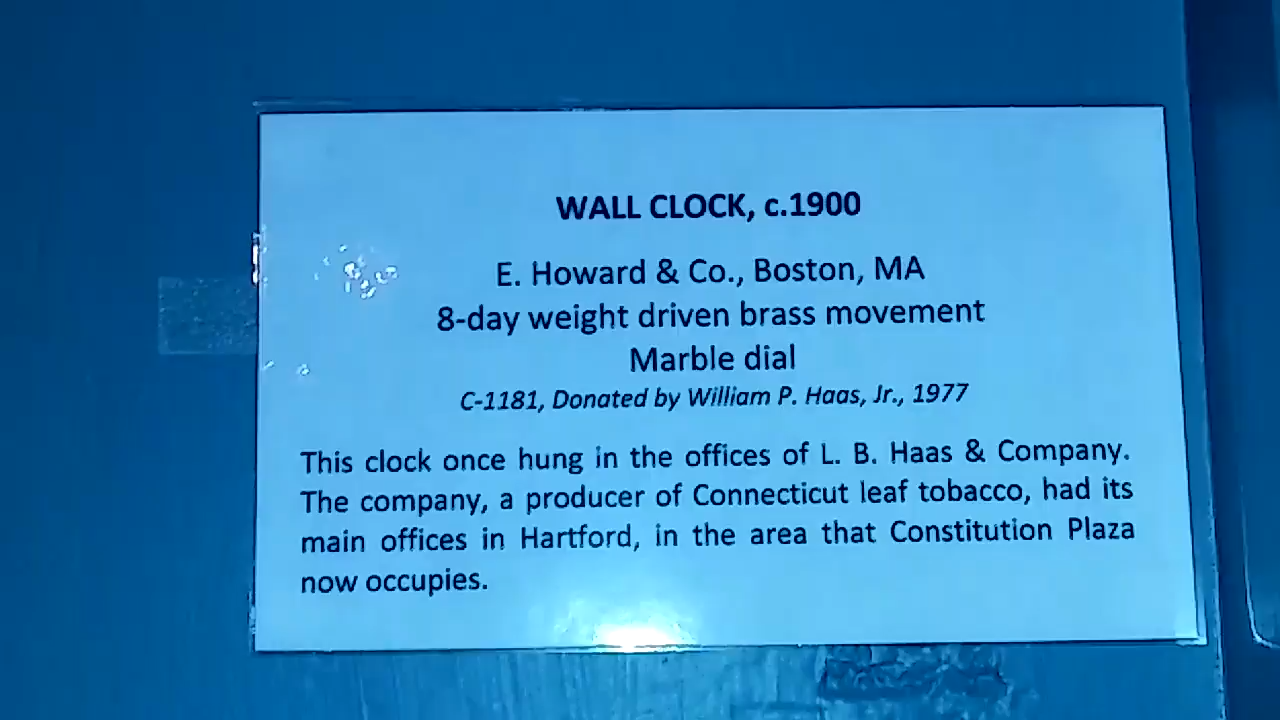 WALL CLOCK, c.1900
E. Howard & Co., Boston, MA
8-day weight driven brass movement
Marble dial
C-1181, Donated by William P. Haas, Jr., 1977
This clock once hung in the offices of L. B. Haas & Company.
The company, a producer of Connecticut leaf tobacco, had its
main offices in Hartford, in the area that Constitution Plaza
now occupies.